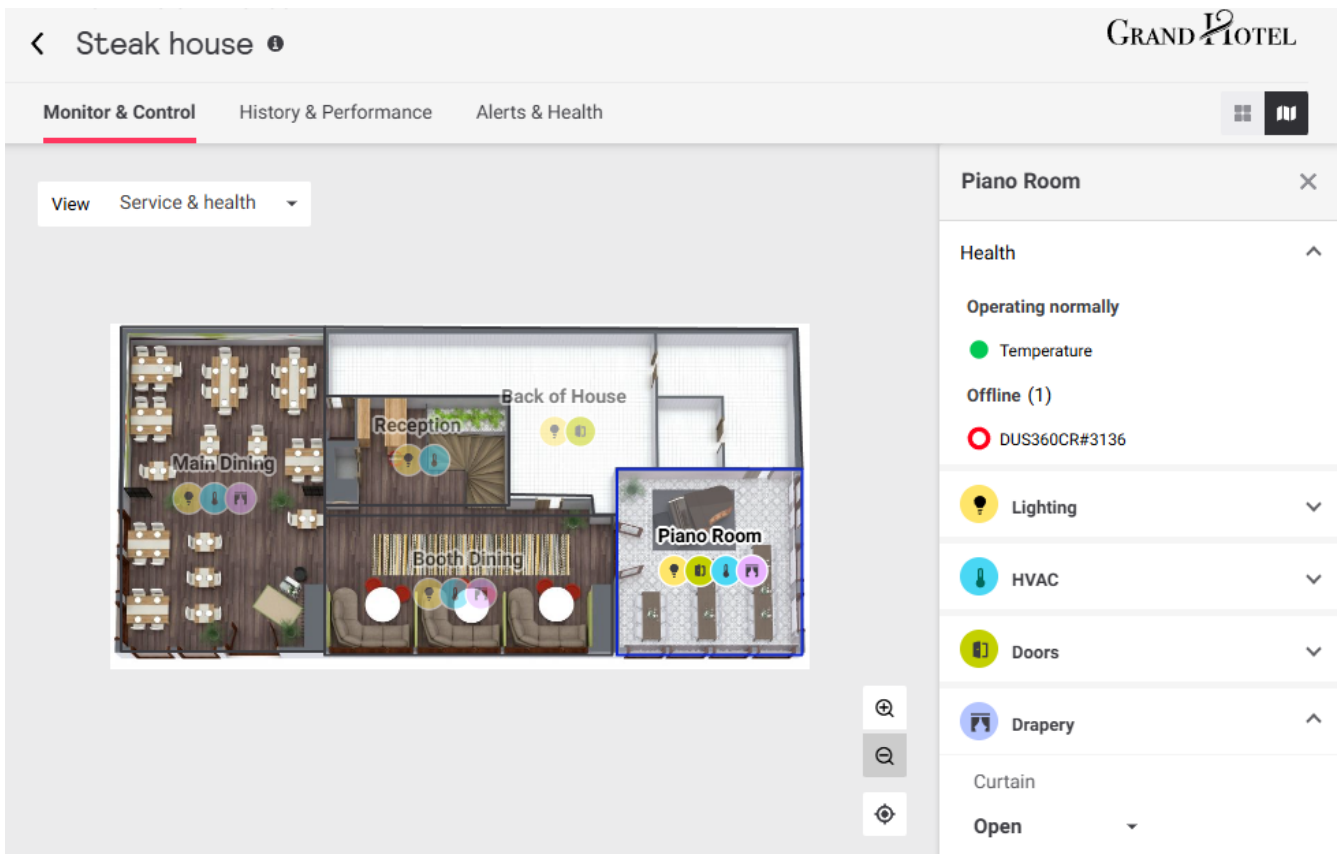 Steak house
GRAND HOTEL
Monitor & Control
History & Performance
Alerts & Health
View Service & health
Piano Room
Health
Operating normally
Temperature
Offline (1)
DUS360CR#3136
Lighting
HVAC
Doors
Drapery
Curtain
Open
Back of House
Reception
Main Dining
Piano Room
Booth Dining